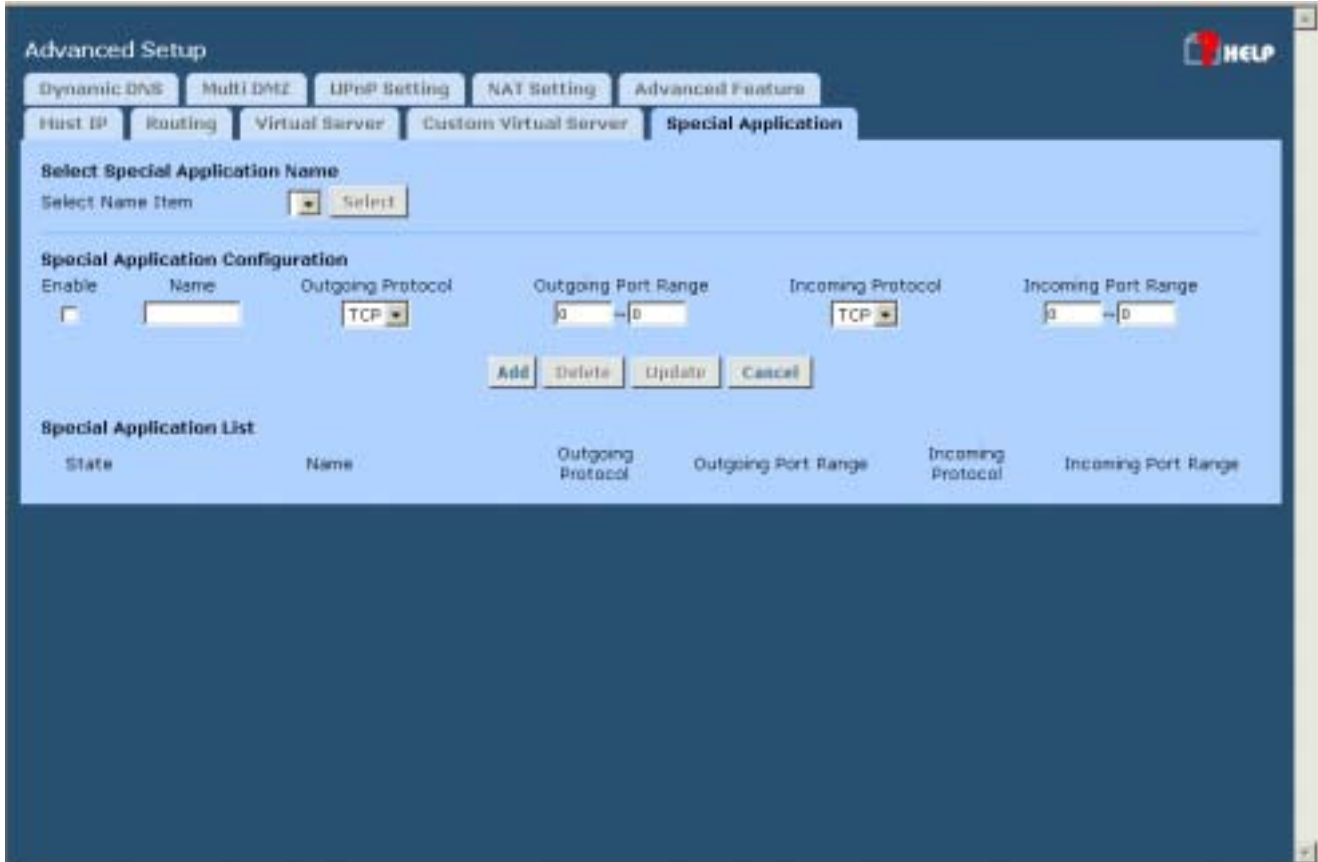 Advanced Setup
HELP
Dynamic DNS Multi DMZ UPnP Setting NAT Setting Advanced Feature
Host IP Routing Virtual Server Custom Virtual Server Special Application
Select Special Application Name
Select Name Item Select
Special Application Configuration
Enable Name Outgoing Protocol Outgoing Port Range Incoming Protocol Incoming Port Range
TCP 0 ~ 0 TCP 0 ~ 0
Add Delete Update Cancel
Special Application List
State Name Outgoing Protocol Outgoing Port Range Incoming Protocol Incoming Port Range